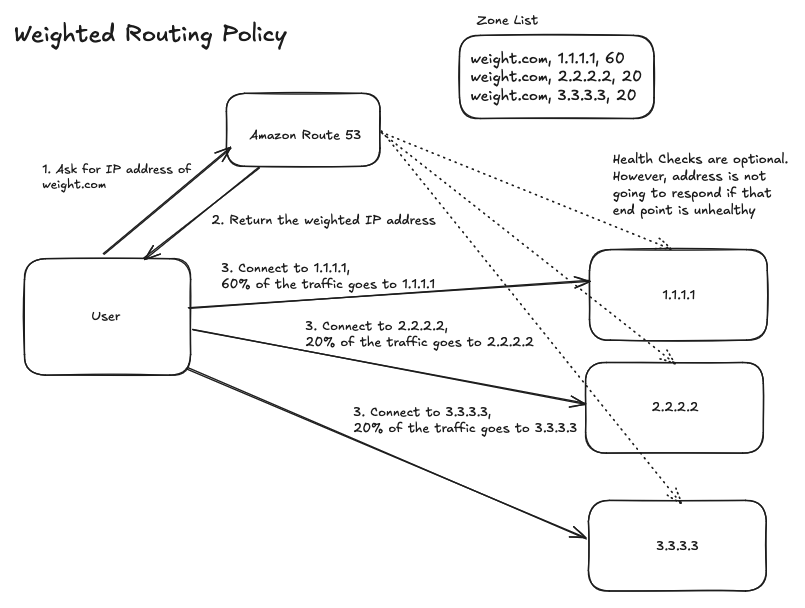 Weighted Routing Policy
Zone List
weight.com, 1.1.1.1, 60
weight.com, 2.2.2.2, 20
weight.com, 3.3.3.3, 20
Amazon Route 53
1. Ask for IP address of
weight.com
Health Checks are optional.
However, address is not
going to respond if that
end point is unhealthy
2. Return the weighted IP address
3. Connect to 1.1.1.1,
60% of the traffic goes to 1.1.1.1
User
1.1.1.1
3. Connect to 2.2.2.2,
20% of the traffic goes to 2.2.2.2
2.2.2.2
3. Connect to 3.3.3.3,
20% of the traffic goes to 3.3.3.3
3.3.3.3